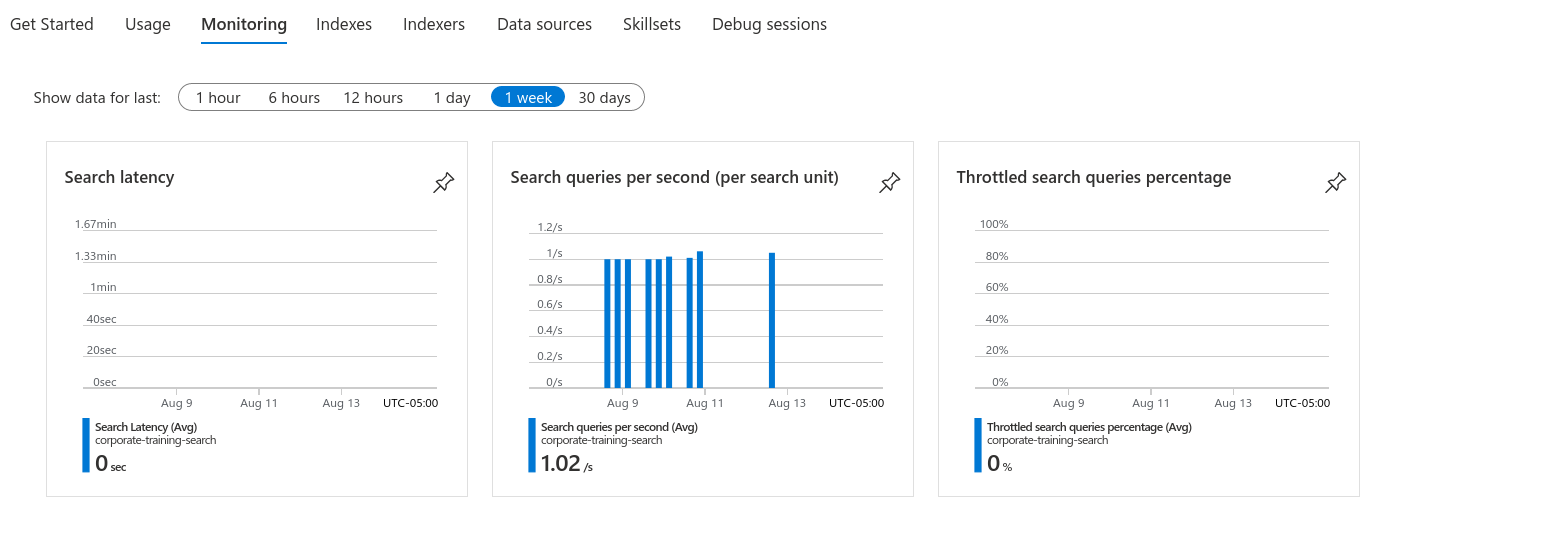 Get Started Usage Monitoring Indexes Indexers Data sources Skillsets Debug sessions
Show data for last: 1 hour 6 hours 12 hours 1 day 1 week 30 days
Search latency
1.67min
1.33min
1min
40sec
20sec
0sec
Aug 9 Aug 11 Aug 13 UTC-05:00
Search Latency (Avg)
corporate-training-search
0 sec
Search queries per second (per search unit)
1.2/s
1/s
0.8/s
0.6/s
0.4/s
0.2/s
0/s
Aug 9 Aug 11 Aug 13 UTC-05:00
Search queries per second (Avg)
corporate-training-search
1.02 /s
Throttled search queries percentage
100%
80%
60%
40%
20%
0%
Aug 9 Aug 11 Aug 13 UTC-05:00
Throttled search queries percentage (Avg)
corporate-training-search
0 %